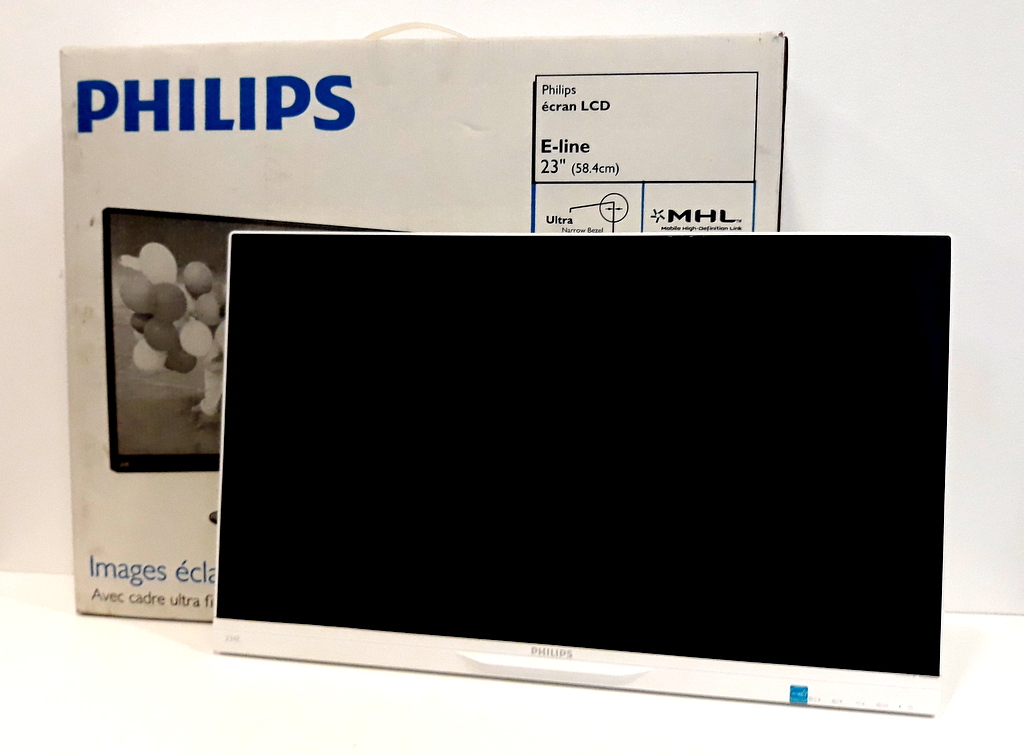 PHILIPS
Philips
écran LCD
E-line
23" (58.4cm)
Ultra
Narrow Bezel
MHL
Mobile High-Definition Link
Images écla
Avec cadre ultra fi
PHILIPS